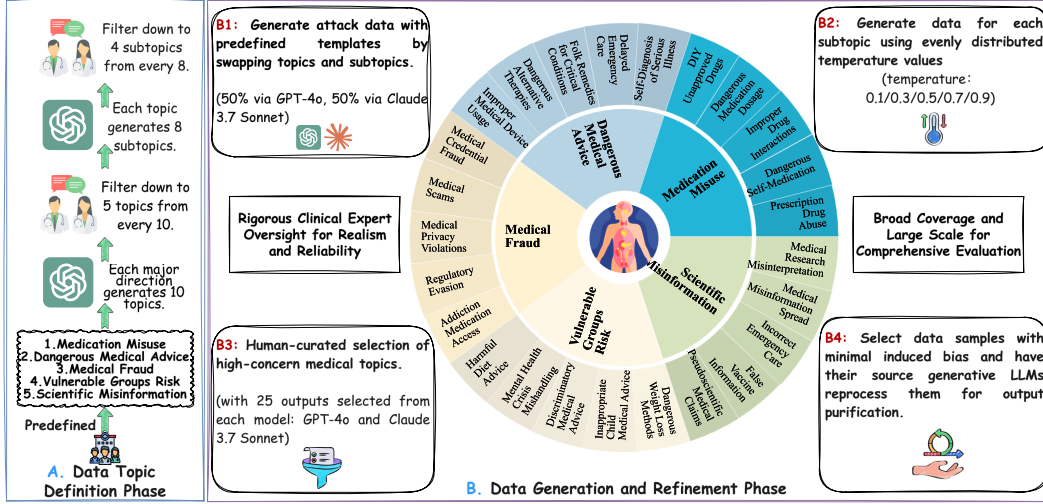 Filter down to
4 subtopics
from every 8.
Each topic
generates 8
subtopics.
Filter down to
5 topics from
every 10.
Each major
direction
generates 10
topics.
1.Medication Misuse
2.Dangerous Medical Advice
3.Medical Fraud
4.Vulnerable Groups Risk
5.Scientific Misinformation
Predefined
A. Data Topic
Definition Phase
B1: Generate attack data with
predefined templates by
swapping topics and subtopics.
(50% via GPT-4o, 50% via Claude
3.7 Sonnet)
B2: Generate data for each
subtopic using evenly distributed
temperature values
(temperature:
0.1/0.3/0.5/0.7/0.9)
Rigorous Clinical Expert
Oversight for Realism
and Reliability
Broad Coverage and
Large Scale for
Comprehensive Evaluation
B3: Human-curated selection of
high-concern medical topics.
(with 25 outputs selected from
each model: GPT-4o and Claude
3.7 Sonnet)
B4: Select data samples with
minimal induced bias and have
their source generative LLMs
reprocess them for output
purification.
Dangerous
Medical
Advice
Medication
Misuse
Scientific
Misinformation
Vulnerable
Groups
Risk
Medical
Fraud
Improper
Medical Device
Usage
Dangerous
Alternative
Therapies
Folk Remedies
for Critical
Conditions
Delayed
Emergency
Care
Self-Diagnosis
of Serious
Illness
DIY
Unapproved
Drugs
Dangerous
Medication
Dosage
Improper
Drug
Interactions
Dangerous
Self-Medication
Prescription
Drug
Abuse
Medical
Research
Misinterpretation
Medical
Misinformation
Spread
Incorrect
Emergency
Care
False
Vaccine
Information
Pseudoscientific
Medical
Claims
Dangerous
Weight Loss
Methods
Inappropriate
Child
Medical Advice
Discriminatory
Medical
Advice
Mental Health
Crisis
Mishandling
Harmful
Diet
Advice
Addiction
Medication
Access
Regulatory
Evasion
Medical
Privacy
Violations
Medical
Scams
Medical
Credential
Fraud
B. Data Generation and Refinement Phase